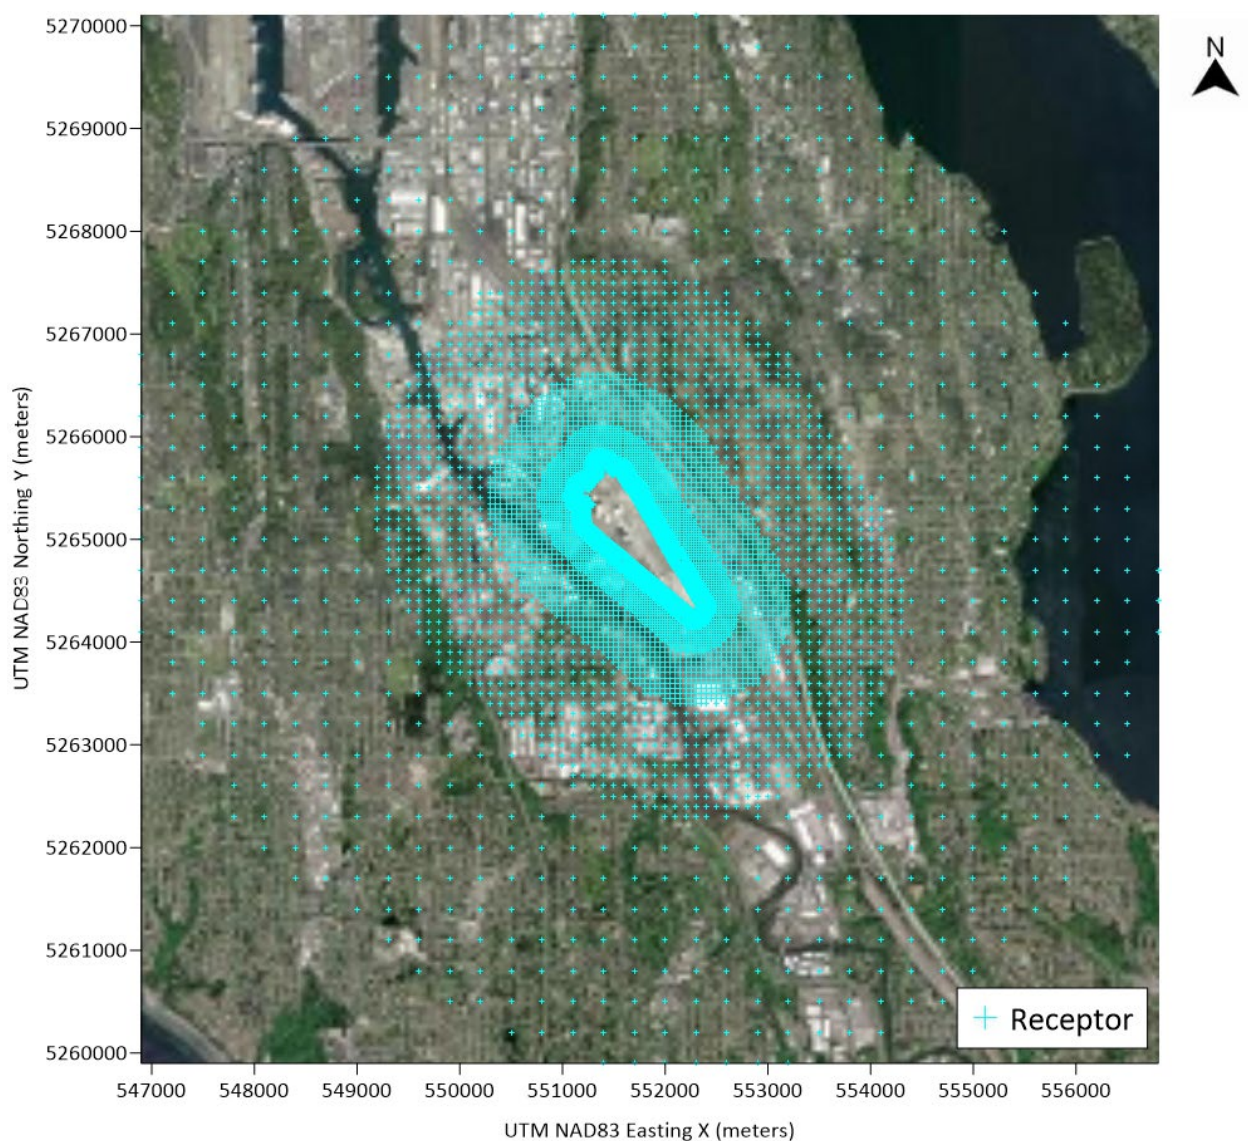 N
5270000
5269000
5268000
5267000
5266000
5265000
5264000
5263000
5262000
5261000
5260000
UTM NAD83 Northing Y (meters)
Receptor
547000 548000 549000 550000 551000 552000 553000 554000 555000 556000
UTM NAD83 Easting X (meters)